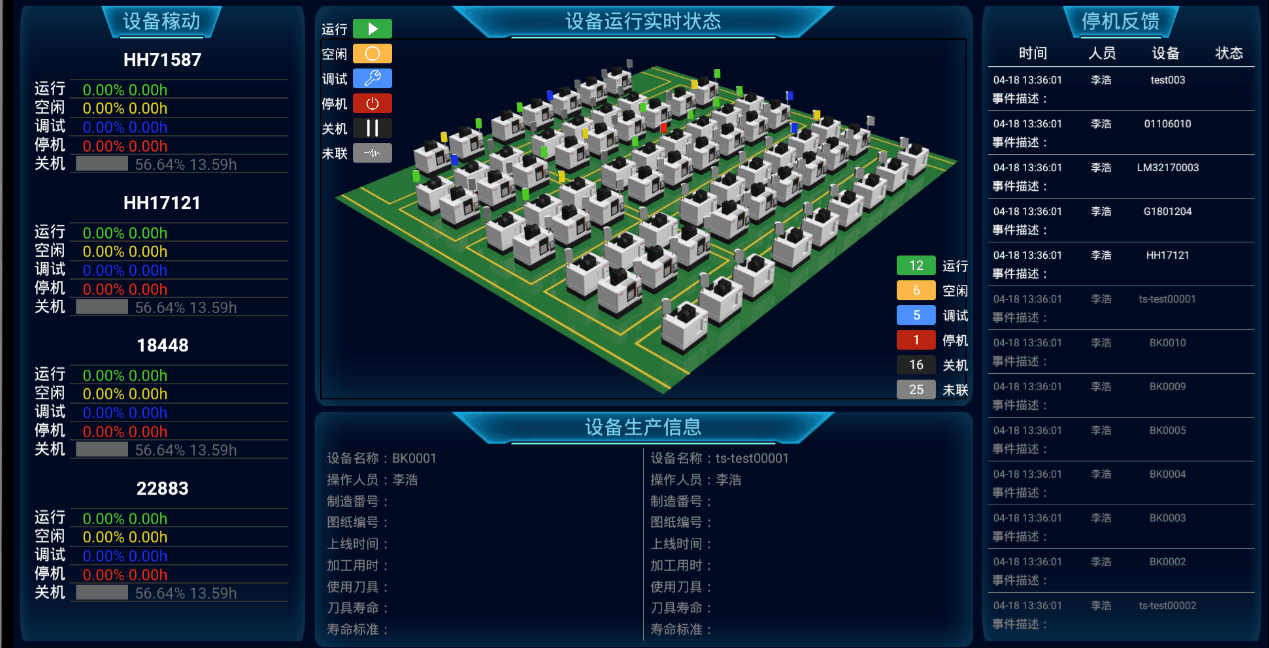 设备稼动
HH71587
运行 0.00% 0.00h
空闲 0.00% 0.00h
调试 0.00% 0.00h
停机 0.00% 0.00h
关机 56.64% 13.59h
HH17121
运行 0.00% 0.00h
空闲 0.00% 0.00h
调试 0.00% 0.00h
停机 0.00% 0.00h
关机 56.64% 13.59h
18448
运行 0.00% 0.00h
空闲 0.00% 0.00h
调试 0.00% 0.00h
停机 0.00% 0.00h
关机 56.64% 13.59h
22883
运行 0.00% 0.00h
空闲 0.00% 0.00h
调试 0.00% 0.00h
停机 0.00% 0.00h
关机 56.64% 13.59h
设备运行实时状态
运行
空闲
调试
停机
关机
未联
12 运行
6 空闲
5 调试
1 停机
16 关机
25 未联
设备生产信息
设备名称：BK0001
操作人员：李浩
制造番号：
图纸编号：
上线时间：
加工用时：
使用刀具：
刀具寿命：
寿命标准：
设备名称：ts-test00001
操作人员：李浩
制造番号：
图纸编号：
上线时间：
加工用时：
使用刀具：
刀具寿命：
寿命标准：
停机反馈
时间 人员 设备 状态
04-18 13:36:01 李浩 test003
事件描述：
04-18 13:36:01 李浩 01106010
事件描述：
04-18 13:36:01 李浩 LM32170003
事件描述：
04-18 13:36:01 李浩 G1801204
事件描述：
04-18 13:36:01 李浩 HH17121
事件描述：
04-18 13:36:01 李浩 ts-test00001
事件描述：
04-18 13:36:01 李浩 BK0010
事件描述：
04-18 13:36:01 李浩 BK0009
事件描述：
04-18 13:36:01 李浩 BK0005
事件描述：
04-18 13:36:01 李浩 BK0004
事件描述：
04-18 13:36:01 李浩 BK0003
事件描述：
04-18 13:36:01 李浩 BK0002
事件描述：
04-18 13:36:01 李浩 ts-test00002
事件描述：